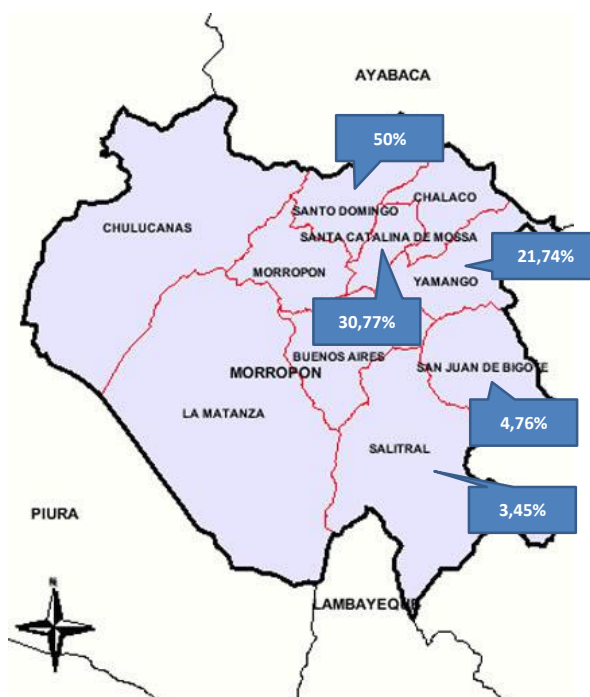 AYABACA
50%
CHALACO
SANTO DOMINGO
CHULUCANAS
SANTA CATALINA DE MOSSA
21,74%
MORROPON
YAMANGO
30,77%
BUENOS AIRES
SAN JUAN DE BIGOTE
MORROPON
LA MATANZA
4,76%
SALITRAL
3,45%
PIURA
N
LAMBAYEQUE